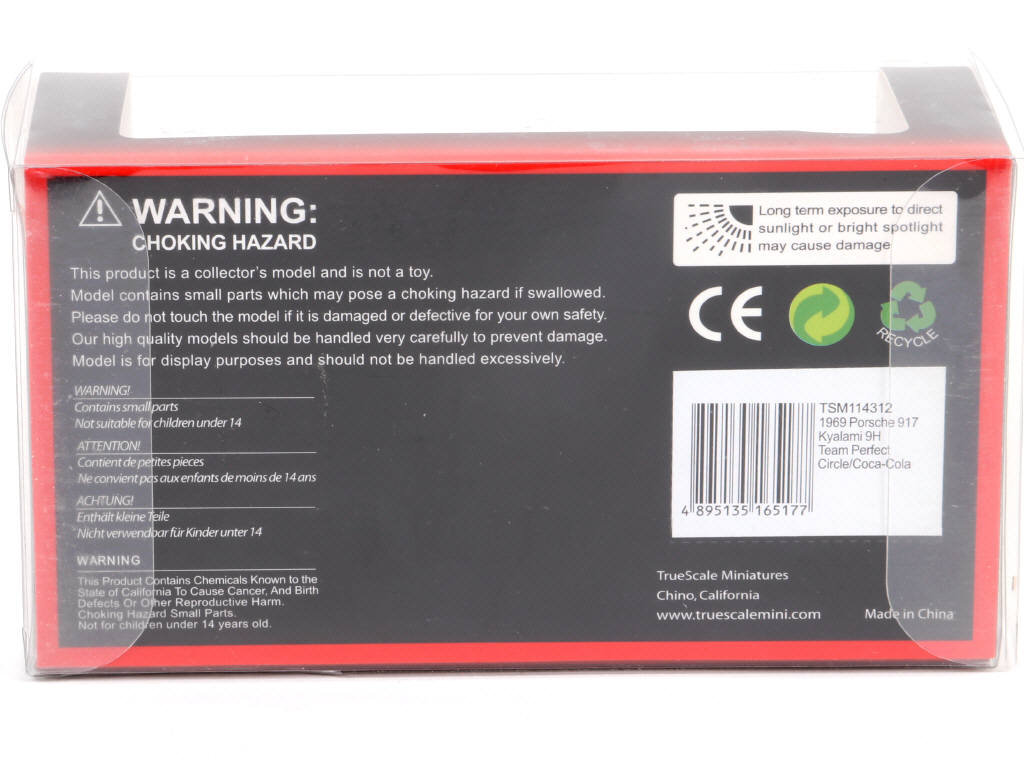 WARNING:
CHOKING HAZARD
This product is a collector's model and is not a toy.
Model contains small parts which may pose a choking hazard if swallowed.
Please do not touch the model if it is damaged or defective for your own safety.
Our high quality models should be handled very carefully to prevent damage.
Model is for display purposes and should not be handled excessively.
WARNING!
Contains small parts
Not suitable for children under 14
ATTENTION!
Contient de petites pieces
Ne convient pas aux enfants de moins de 14 ans
ACHTUNG!
Enthält kleine Teile
Nicht verwendbar für Kinder unter 14
WARNING
This Product Contains Chemicals Known to the
State of California To Cause Cancer, And Birth
Defects Or Other Reproductive Harm.
Choking Hazard Small Parts.
Not for children under 14 years old.
Long term exposure to direct
sunlight or bright spotlight
may cause damage
CE
RECYCLE
TSM114312
1969 Porsche 917
Kyalami 9H
Team Perfect
Circle/Coca-Cola
4 895135 165177
TrueScale Miniatures
Chino, California
www.truescalemini.com
Made in China